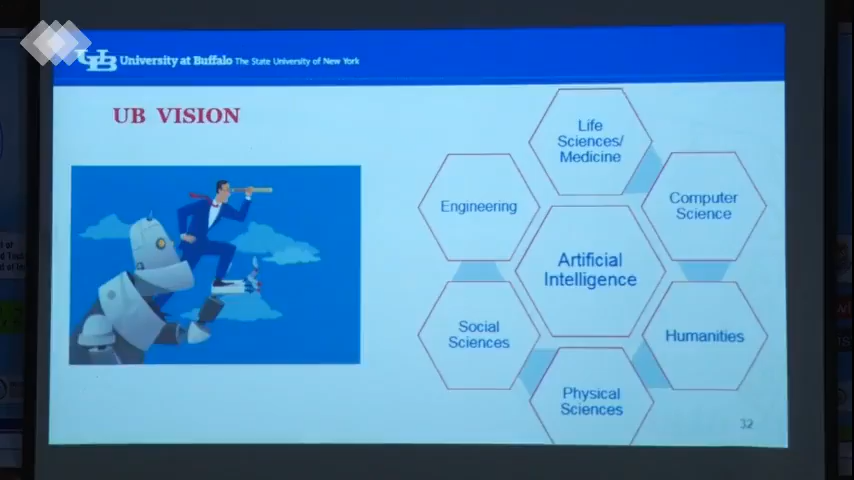 UB University at Buffalo The State University of New York
UB VISION
Life
Sciences/
Medicine
Engineering
Computer
Science
Artificial
Intelligence
Social
Sciences
Humanities
Physical
Sciences
32